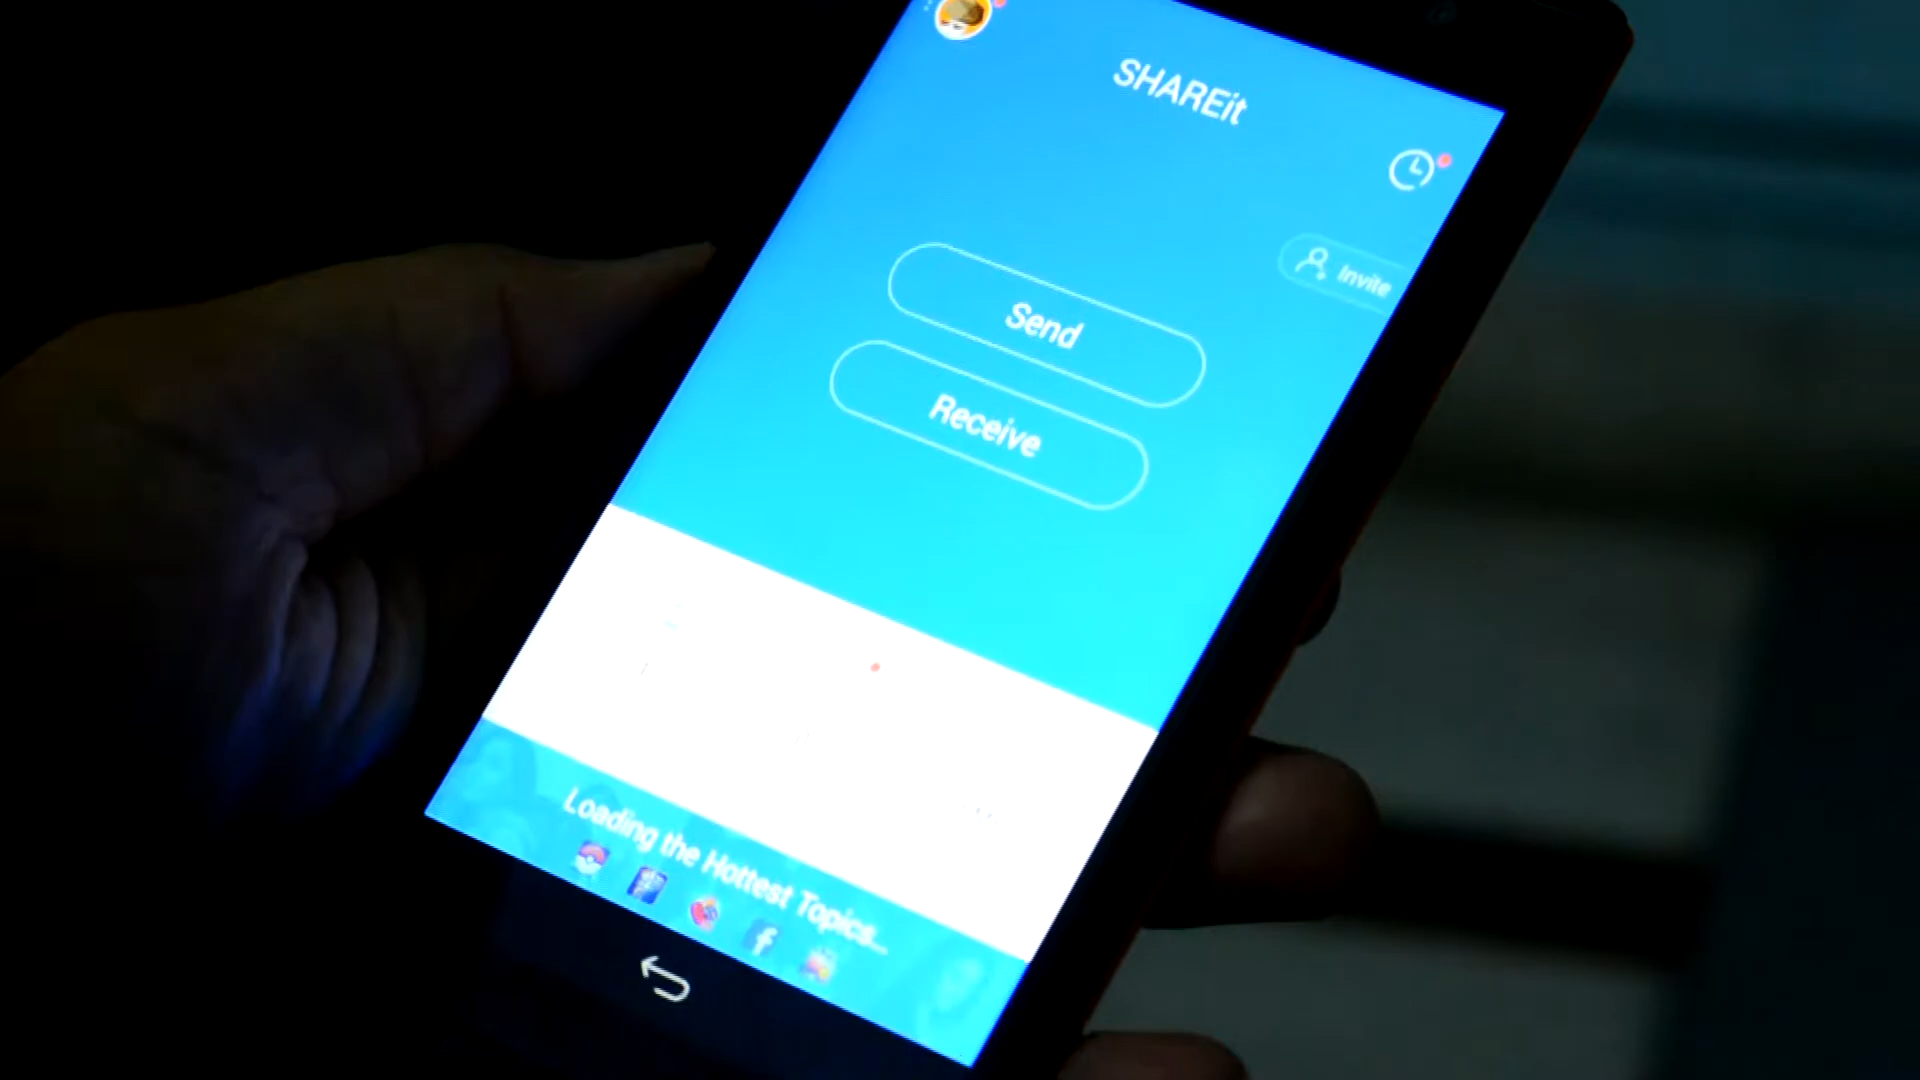 SHAREit
Invite
Send
Receive
Loading the Hottest Topics...